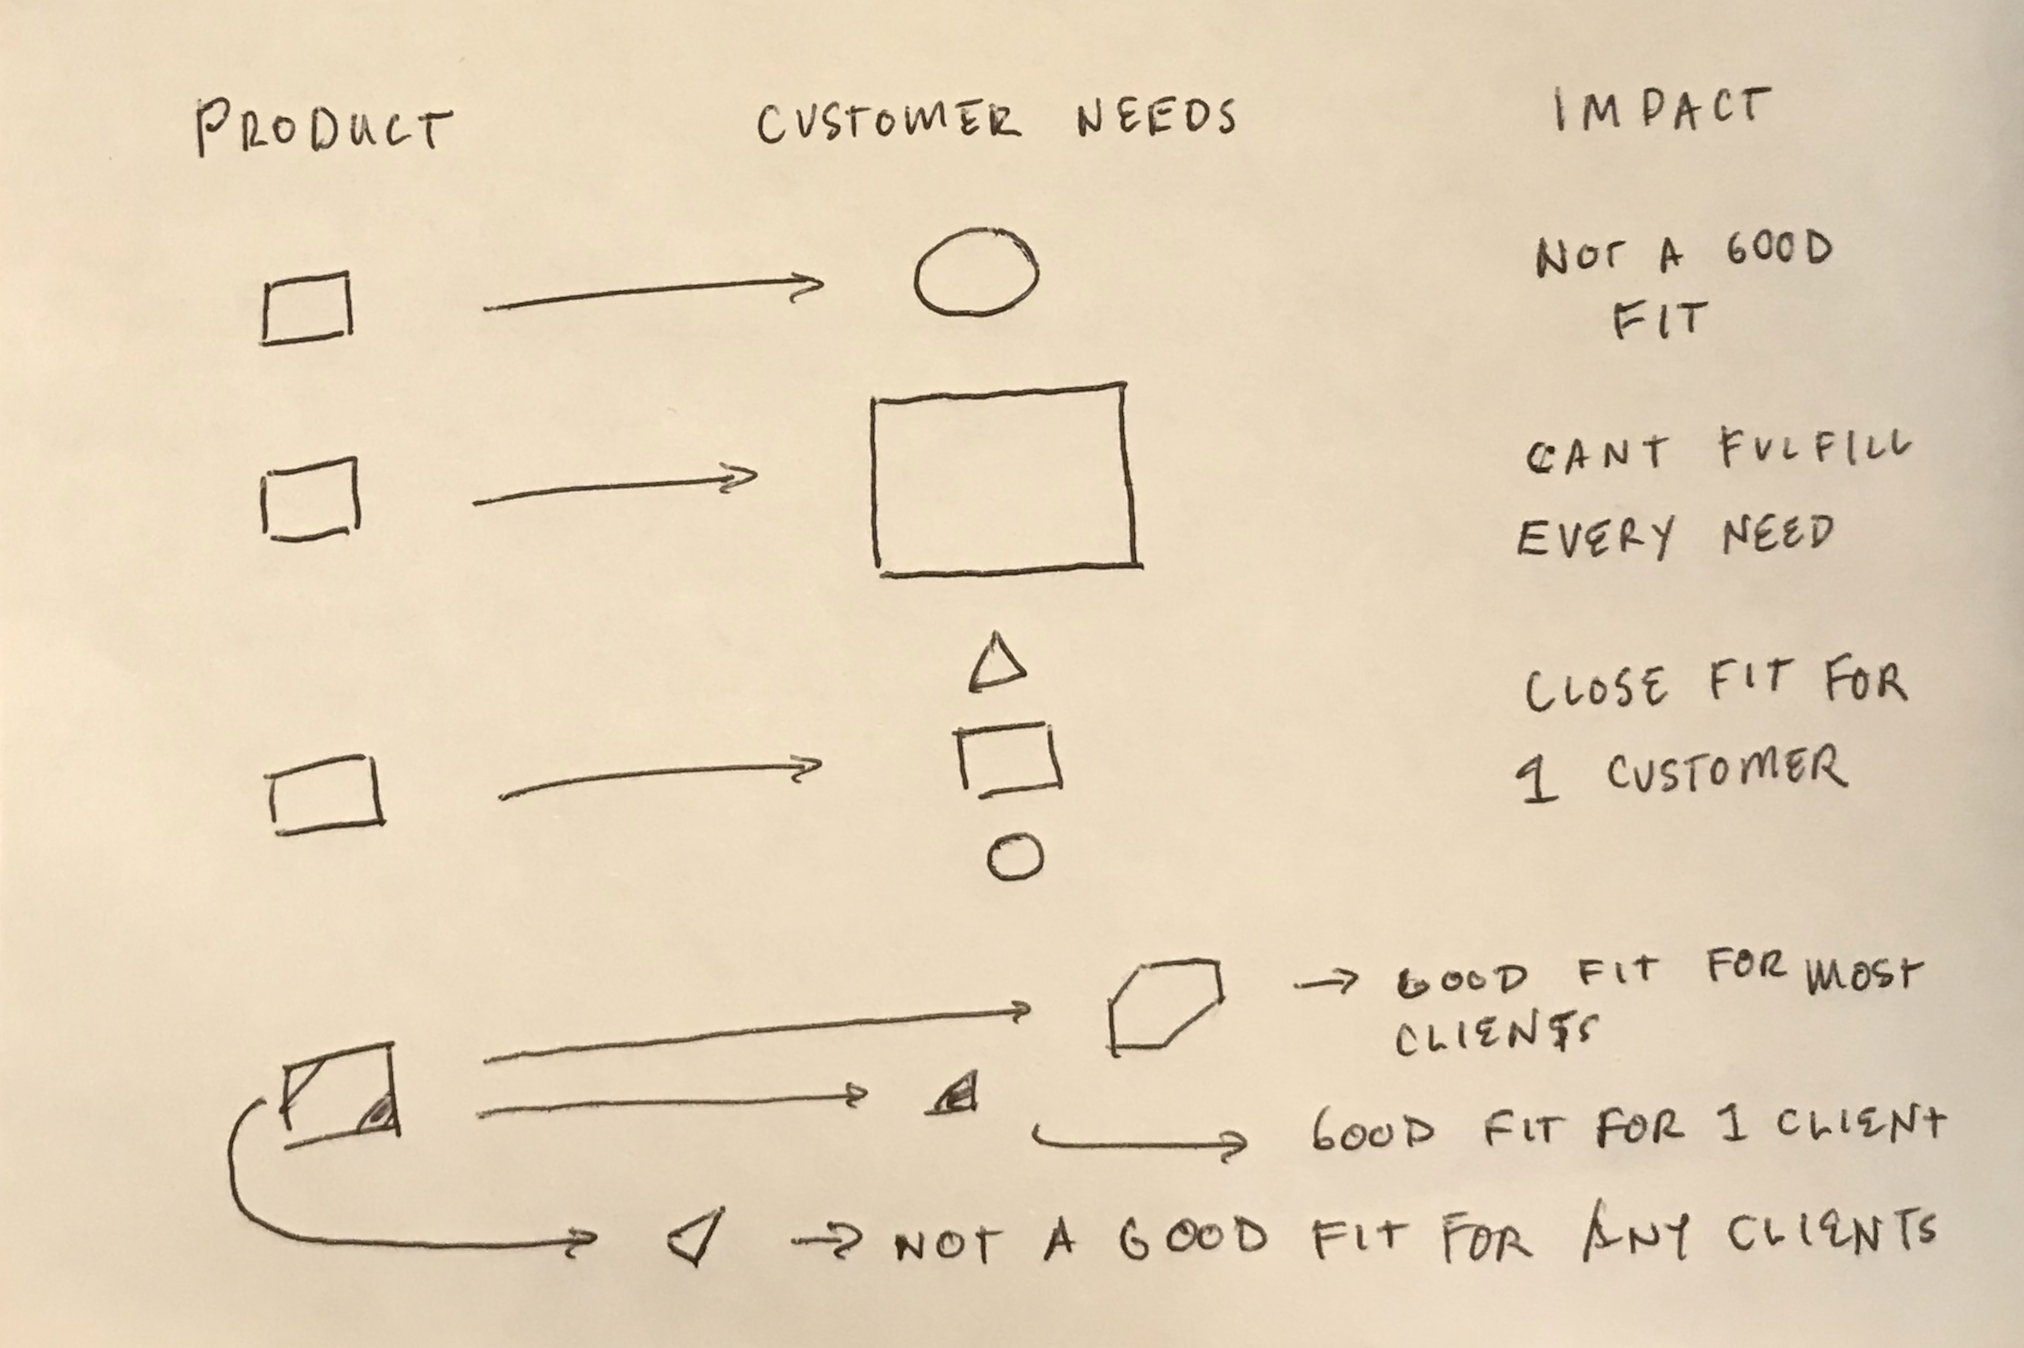 PRODUCT CUSTOMER NEEDS IMPACT
NOT A GOOD
FIT
CANT FULFILL
EVERY NEED
CLOSE FIT FOR
1 CUSTOMER
GOOD FIT FOR MOST
CLIENTS
GOOD FIT FOR 1 CLIENT
NOT A GOOD FIT FOR ANY CLIENTS